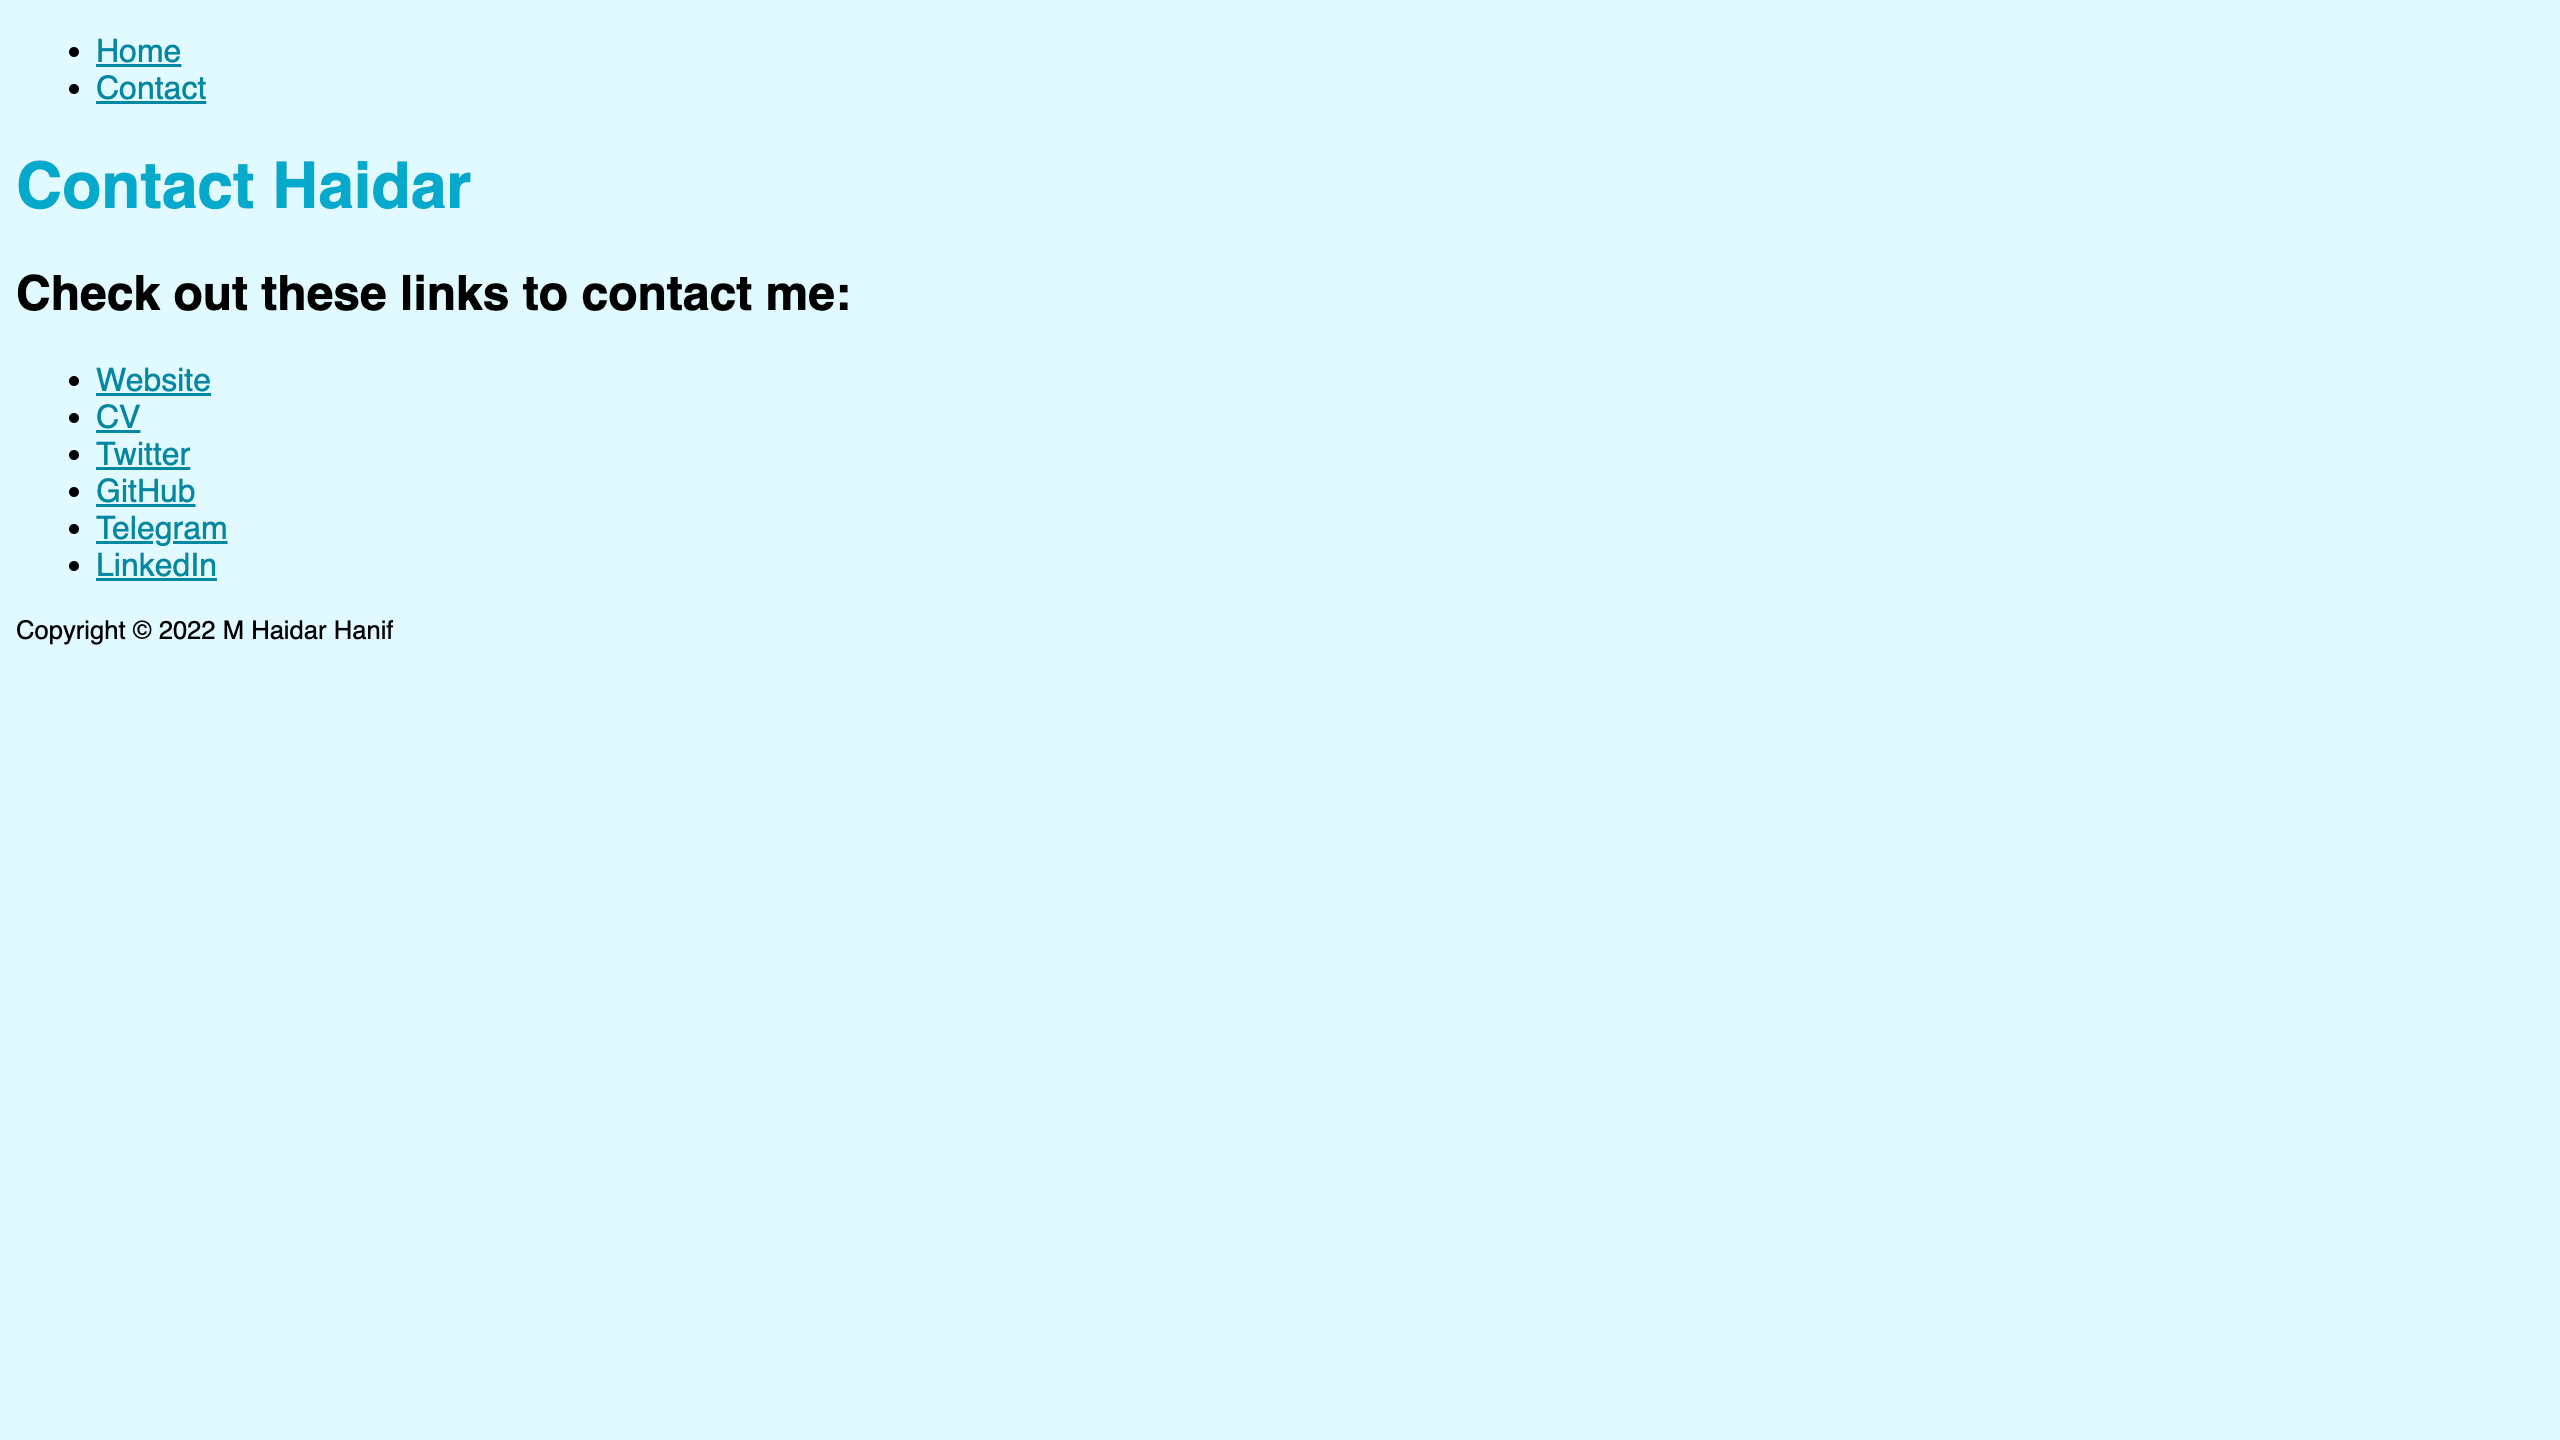 Home
Contact
Contact Haidar
Check out these links to contact me:
Website
CV
Twitter
GitHub
Telegram
LinkedIn
Copyright © 2022 M Haidar Hanif